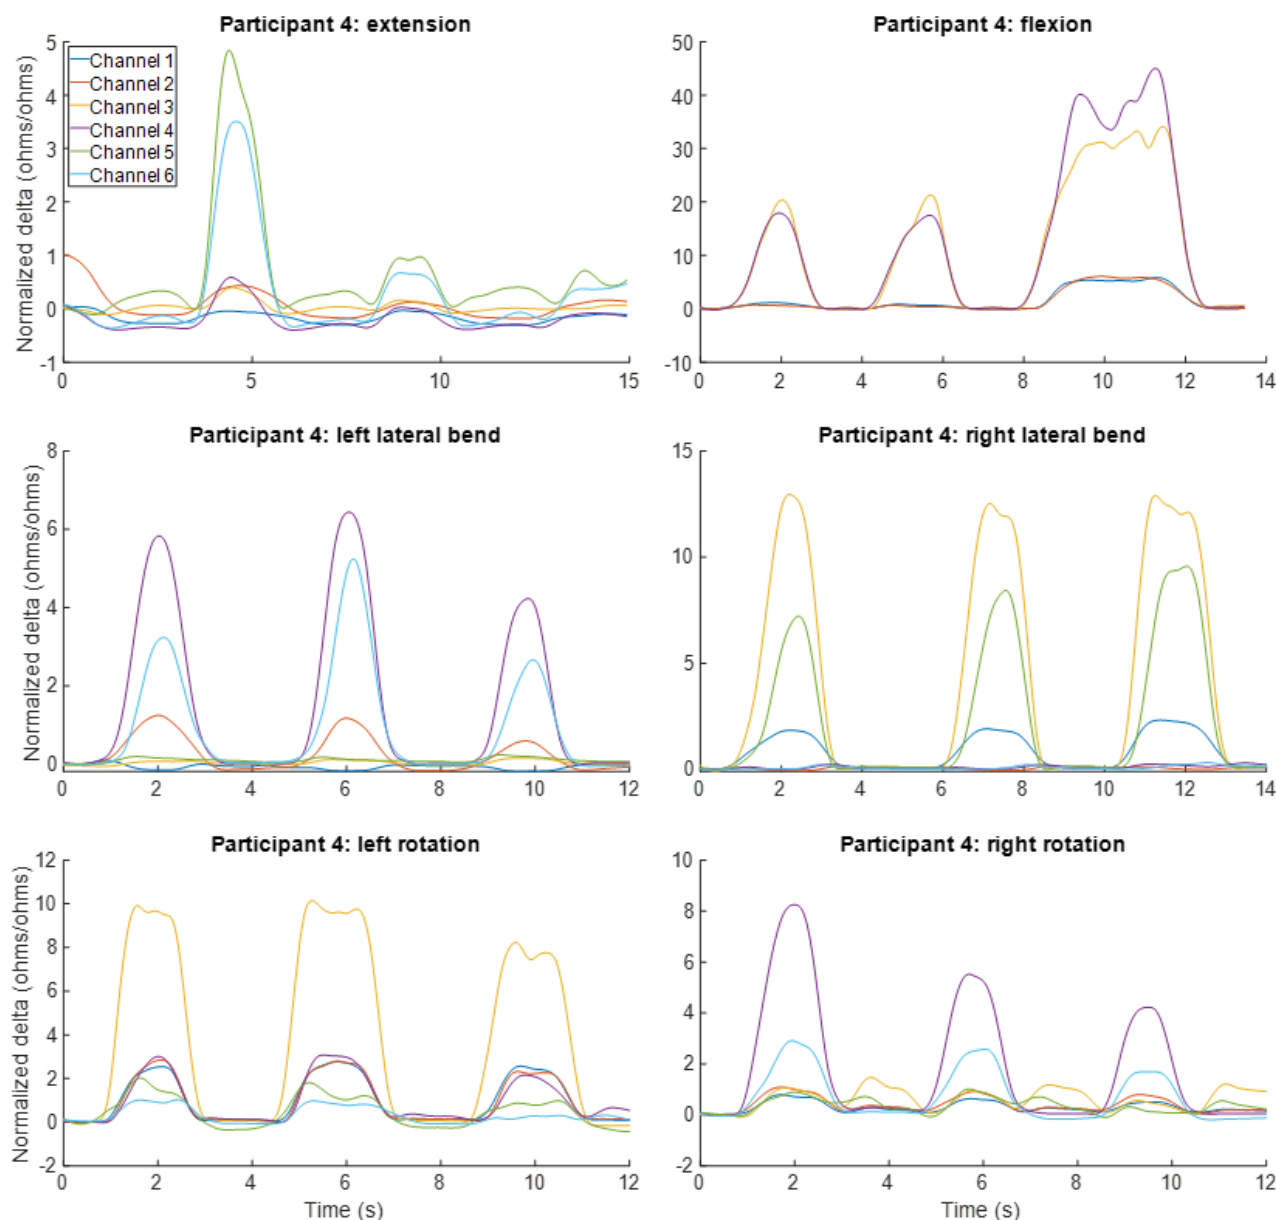 Participant 4: extension
Participant 4: flexion
Normalized delta (ohms/ohms)
5
4
3
2
1
0
-1
Channel 1
Channel 2
Channel 3
Channel 4
Channel 5
Channel 6
0 5 10 15
50
40
30
20
10
0
-10
0 2 4 6 8 10 12 14
Participant 4: left lateral bend
Participant 4: right lateral bend
Normalized delta (ohms/ohms)
8
6
4
2
0
0 2 4 6 8 10 12
15
10
5
0
0 2 4 6 8 10 12 14
Participant 4: left rotation
Participant 4: right rotation
Normalized delta (ohms/ohms)
12
10
8
6
4
2
0
-2
0 2 4 6 8 10 12
Time (s)
10
8
6
4
2
0
-2
0 2 4 6 8 10 12
Time (s)